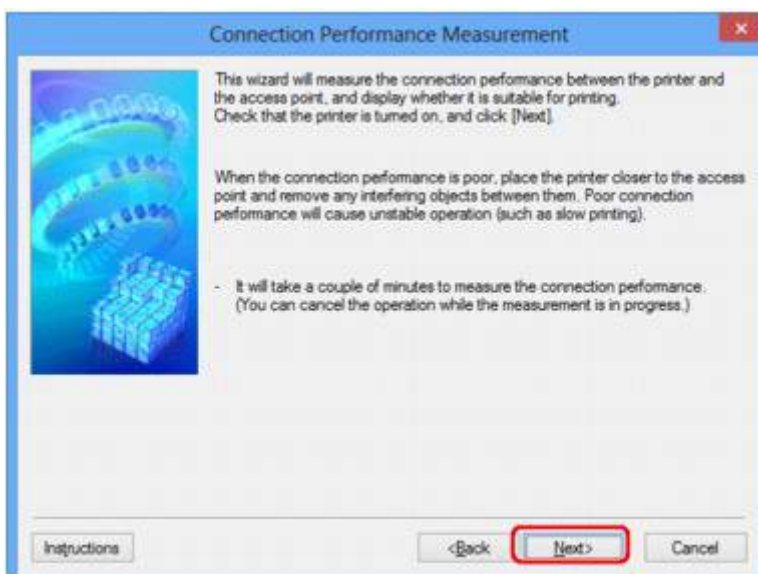 Connection Performance Measurement
This wizard will measure the connection performance between the printer and
the access point, and display whether it is suitable for printing.
Check that the printer is turned on, and click [Next].
When the connection performance is poor, place the printer closer to the access
point and remove any interfering objects between them. Poor connection
performance will cause unstable operation (such as slow printing).
- It will take a couple of minutes to measure the connection performance.
(You can cancel the operation while the measurement is in progress.)
Instructions <Back Next> Cancel